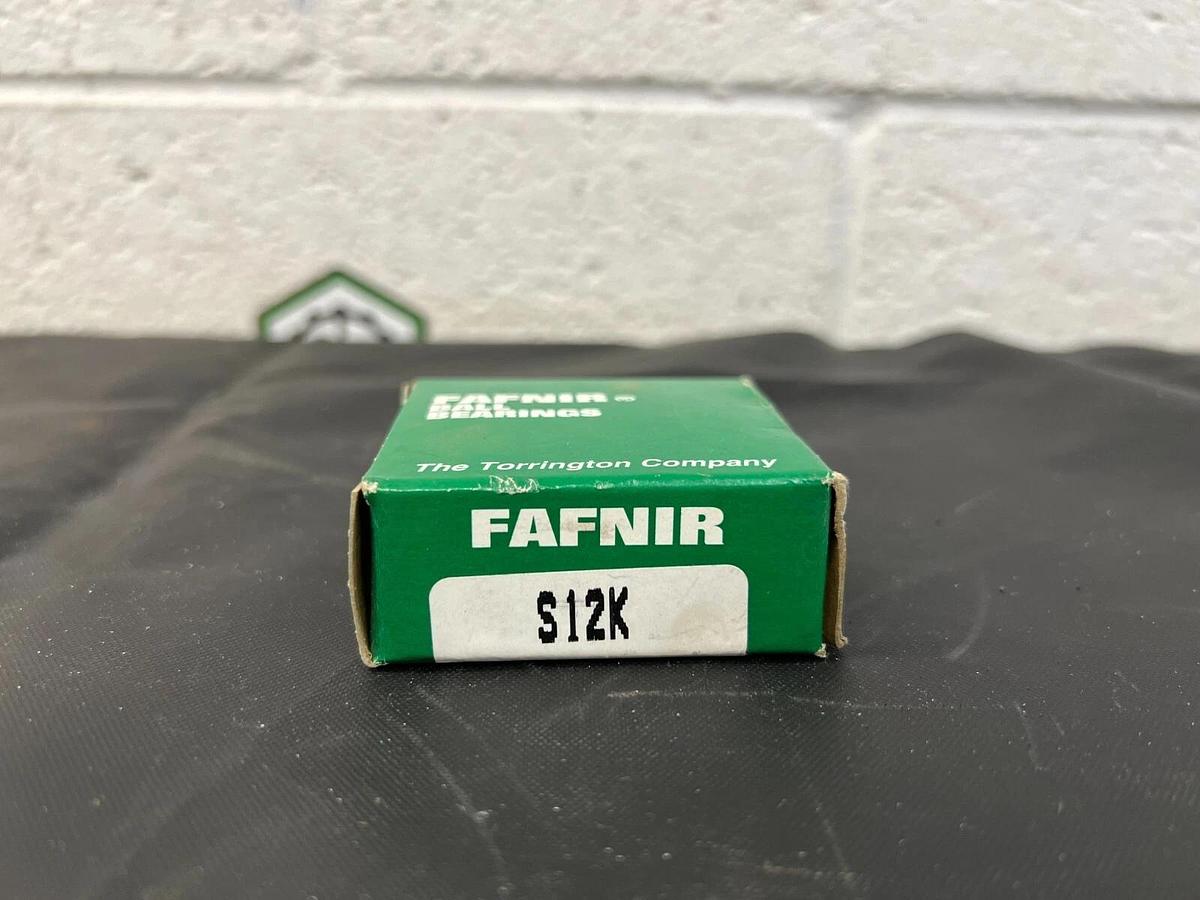 FAFNIR®
BALL
BEARINGS
The Torrington Company
FAFNIR
S12K